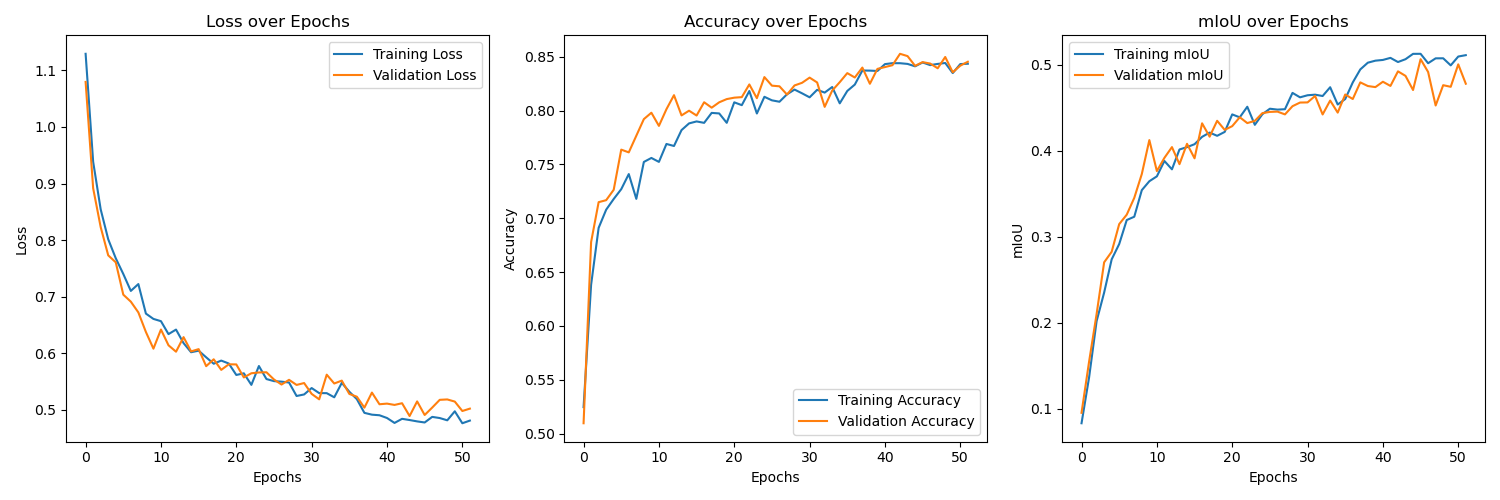 Loss over Epochs
Training Loss
Validation Loss
1.1
1.0
0.9
0.8
0.7
0.6
0.5
Loss
0
10
20
30
40
50
Epochs
Accuracy over Epochs
0.85
0.80
0.75
0.70
0.65
0.60
0.55
0.50
Accuracy
Training Accuracy
Validation Accuracy
0
10
20
30
40
50
Epochs
mIoU over Epochs
Training mIoU
Validation mIoU
0.5
0.4
0.3
0.2
0.1
mIoU
0
10
20
30
40
50
Epochs